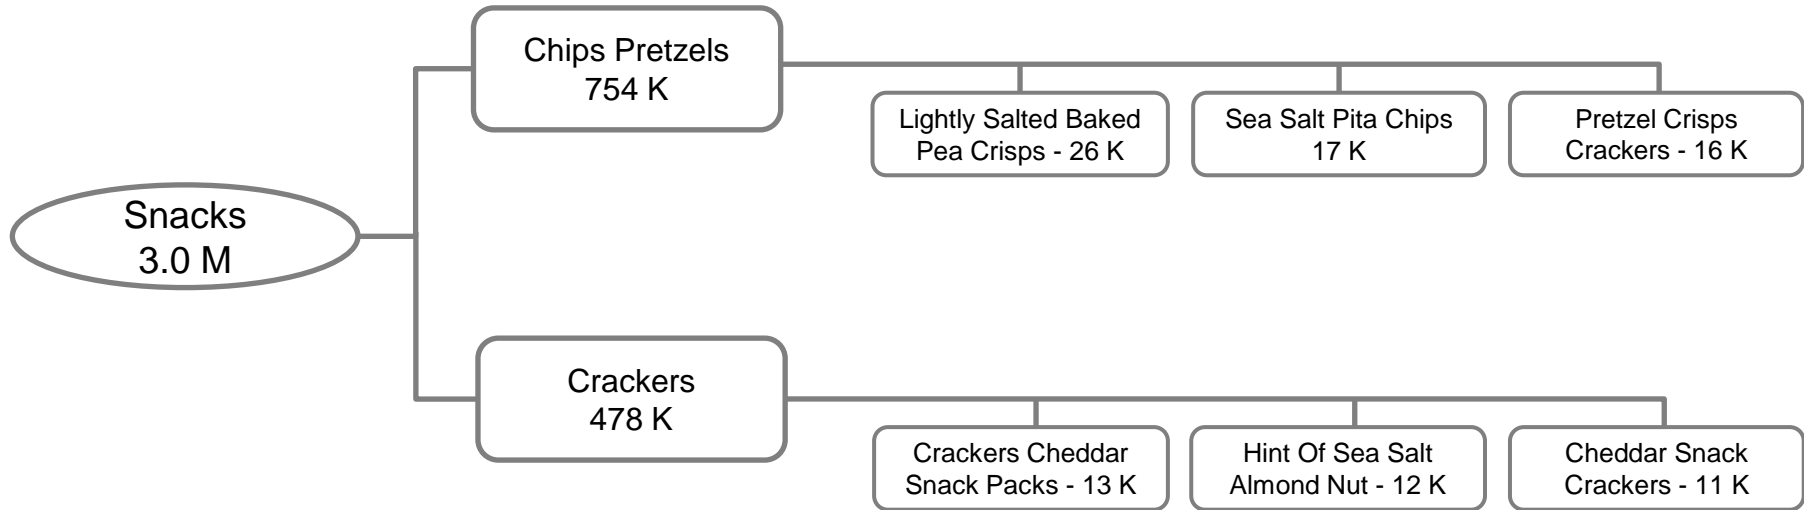 Snacks
3.0 M
Chips Pretzels
754 K
Lightly Salted Baked
Pea Crisps - 26 K
Sea Salt Pita Chips
17 K
Pretzel Crisps
Crackers - 16 K
Crackers
478 K
Crackers Cheddar
Snack Packs - 13 K
Hint Of Sea Salt
Almond Nut - 12 K
Cheddar Snack
Crackers - 11 K